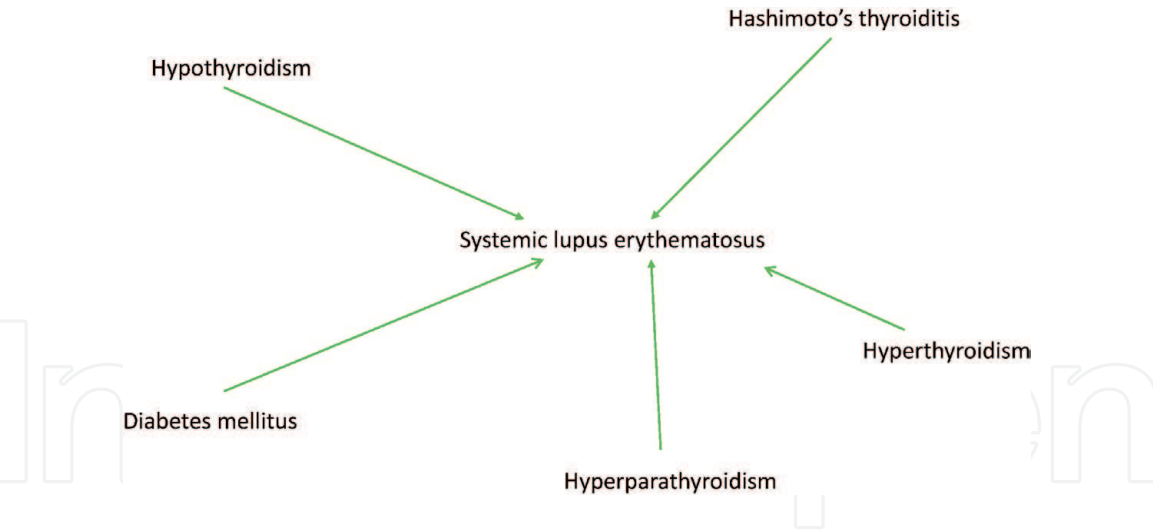 Hashimoto's thyroiditis
Hypothyroidism
Systemic lupus erythematosus
Hyperthyroidism
Diabetes mellitus
Hyperparathyroidism